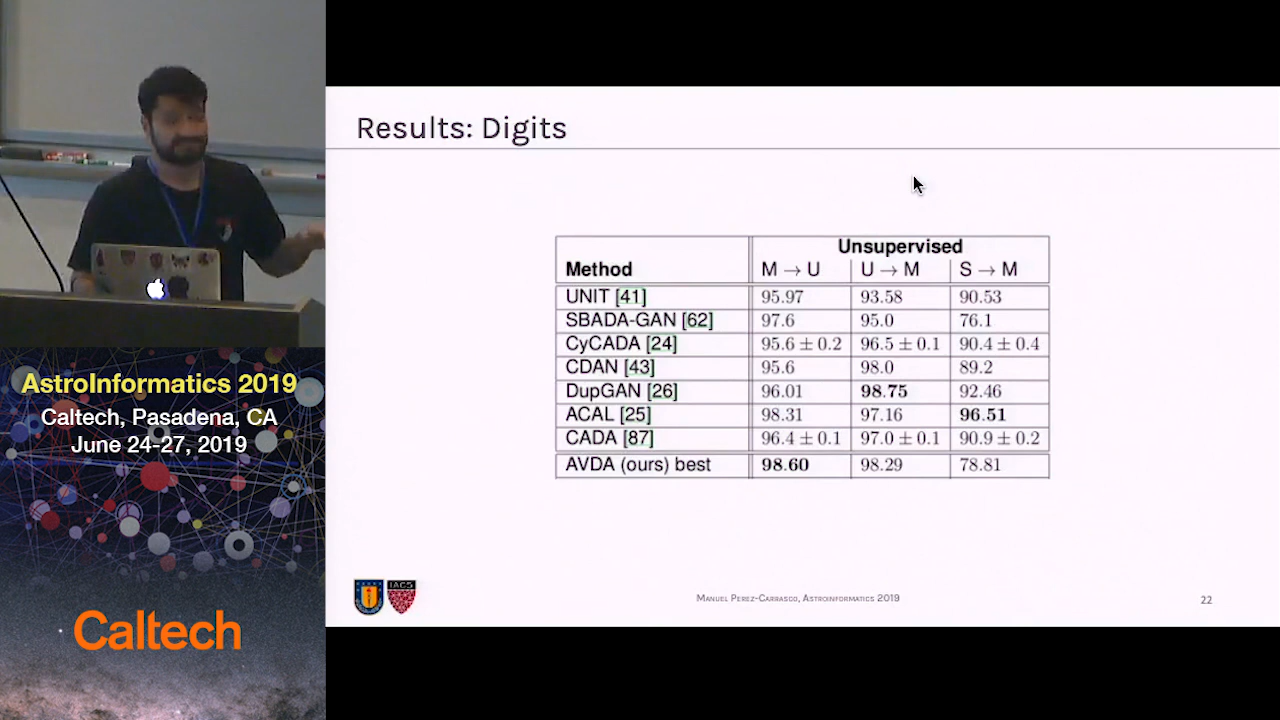 AstroInformatics 2019
Caltech, Pasadena, CA
June 24-27, 2019
Caltech
Results: Digits
Unsupervised
Method M → U U → M S → M
UNIT [41] 95.97 93.58 90.53
SBADA-GAN [62] 97.6 95.0 76.1
CyCADA [24] 95.6 ± 0.2 96.5 ± 0.1 90.4 ± 0.4
CDAN [43] 95.6 98.0 89.2
DupGAN [26] 96.01 98.75 92.46
ACAL [25] 98.31 97.16 96.51
CADA [87] 96.4 ± 0.1 97.0 ± 0.1 90.9 ± 0.2
AVDA (ours) best 98.60 98.29 78.81
IACS
Manuel Perez-Carrasco, Astroinformatics 2019
22